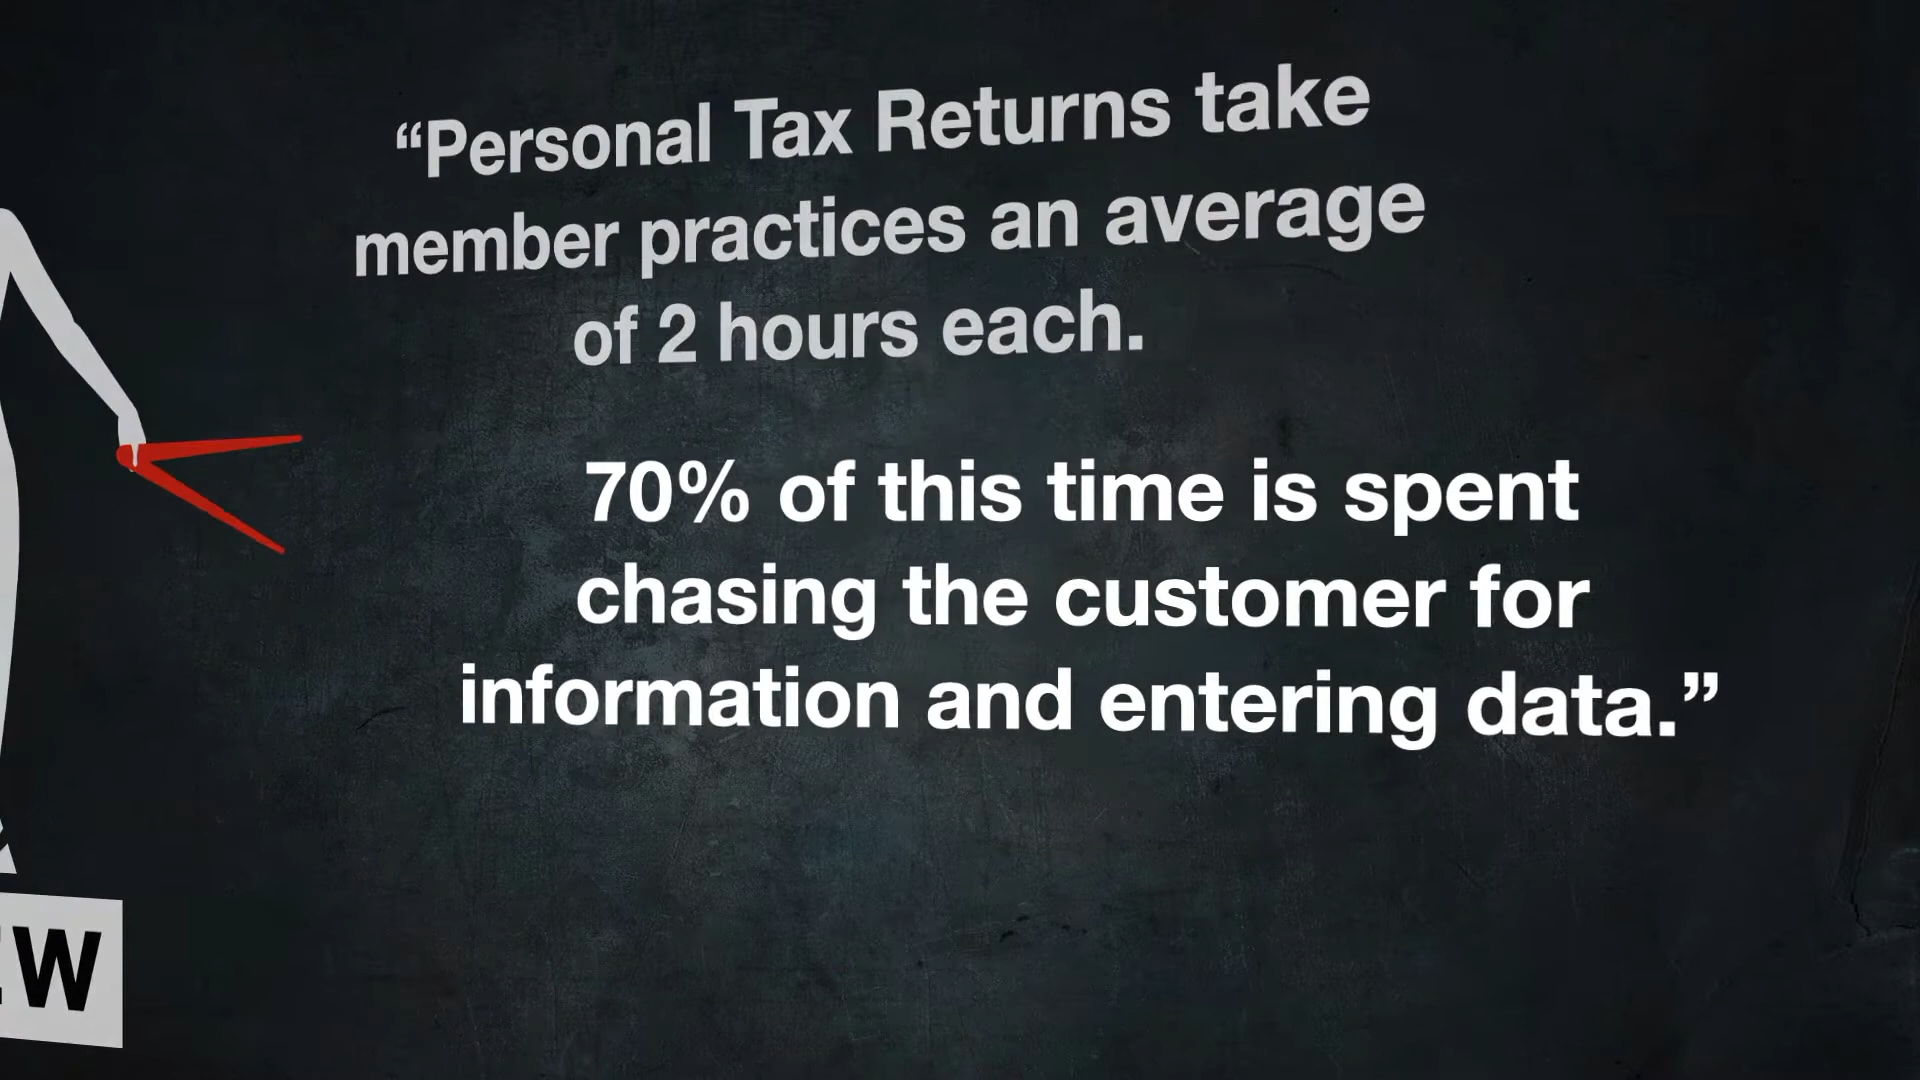 “Personal Tax Returns take
member practices an average
of 2 hours each.
70% of this time is spent
chasing the customer for
information and entering data.”
EW